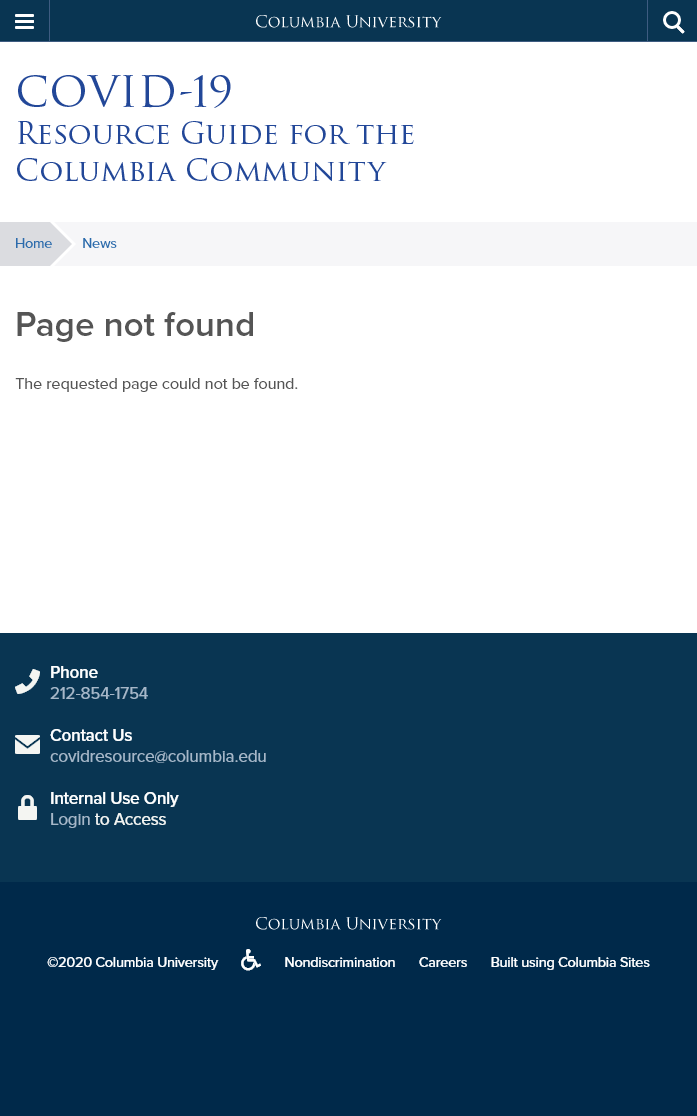 Columbia University
COVID-19
Resource Guide for the
Columbia Community
Home
News
Page not found
The requested page could not be found.
Phone
212-854-1754
Contact Us
covidresource@columbia.edu
Internal Use Only
Login to Access
Columbia University
©2020 Columbia University Nondiscrimination Careers Built using Columbia Sites